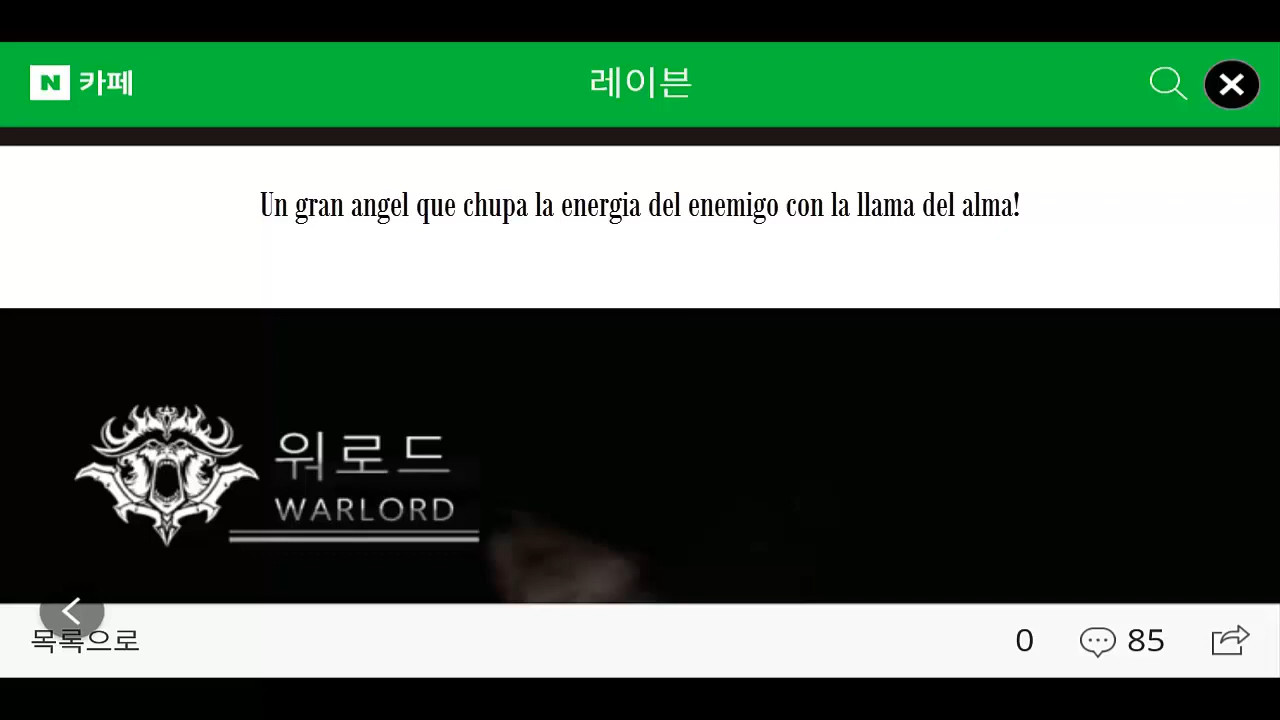 N 카페
레이븐
Un gran angel que chupa la energia del enemigo con la llama del alma!
워로드
WARLORD
목록으로
0
85